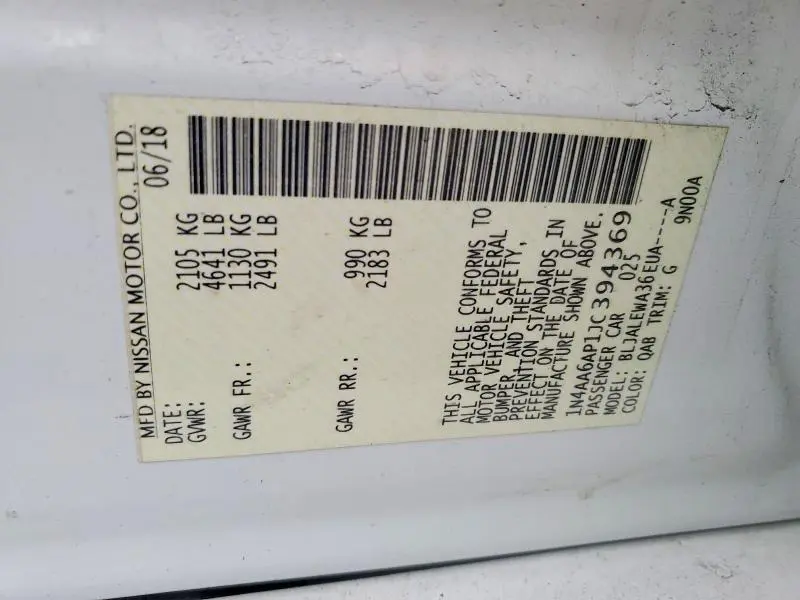 MFD BY NISSAN MOTOR CO., LTD.
DATE: 06/18
GVWR: 2105 KG
4641 LB
GAWR FR.: 1130 KG
2491 LB
GAWR RR.: 990 KG
2183 LB
THIS VEHICLE CONFORMS TO
ALL APPLICABLE FEDERAL
MOTOR VEHICLE SAFETY,
BUMPER, AND THEFT
PREVENTION STANDARDS IN
EFFECT ON THE DATE OF
MANUFACTURE SHOWN ABOVE.
1N4AA6AP1JC394369
PASSENGER CAR 025
MODEL: BLJALEWA36EUA----A
COLOR: QAB TRIM: G 9N00A